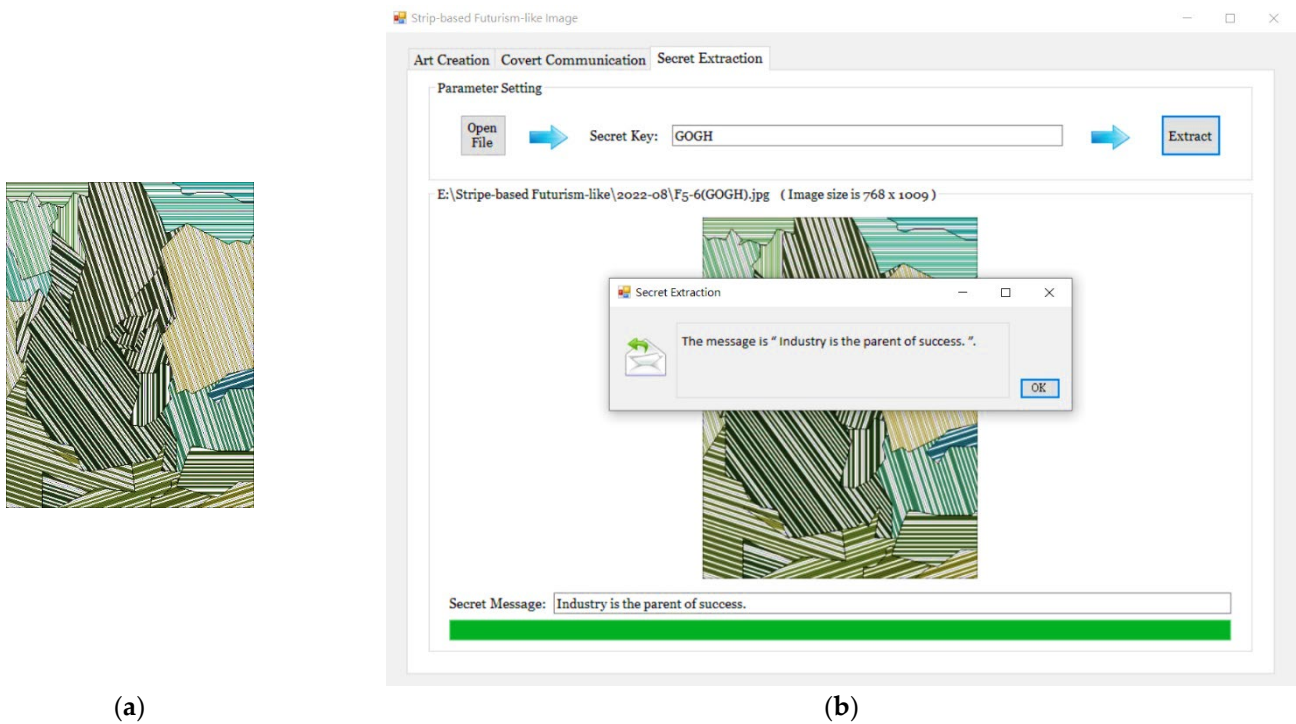 Strip-based Futurism-like Image
Art Creation Covert Communication Secret Extraction
Parameter Setting
Open
File
Secret Key: GOGH
Extract
E:\Stripe-based Futurism-like\2022-08\F5-6(GOGH).jpg ( Image size is 768 x 1009 )
Secret Extraction
The message is “ Industry is the parent of success. ”.
OK
Secret Message: Industry is the parent of success.
(a) (b)